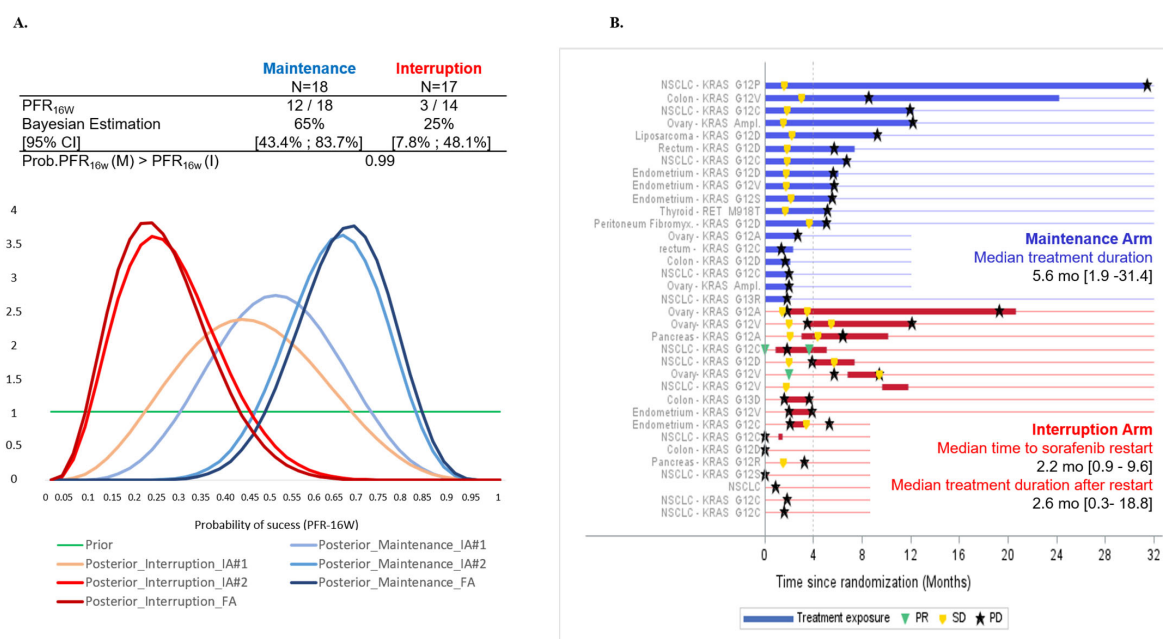 A.
Maintenance Interruption
N=18 N=17
PFR16W 12 / 18 3 / 14
Bayesian Estimation 65% 25%
[95% CI] [43.4% ; 83.7%] [7.8% ; 48.1%]
Prob.PFR16w (M) > PFR16w (I) 0.99
4
3.5
3
2.5
2
1.5
1
0.5
0
0 0.05 0.1 0.15 0.2 0.25 0.3 0.35 0.4 0.45 0.5 0.55 0.6 0.65 0.7 0.75 0.8 0.85 0.9 0.95 1
Probability of sucess (PFR-16W)
Prior Posterior_Maintenance_IA#1
Posterior_Interruption_IA#1 Posterior_Maintenance_IA#2
Posterior_Interruption_IA#2 Posterior_Maintenance_FA
Posterior_Interruption_FA
B.
NSCLC - KRAS G12P
Colon - KRAS G12V
NSCLC - KRAS G12C
Ovary - KRAS Ampl.
Liposarcoma - KRAS G12D
Rectum - KRAS G12D
NSCLC - KRAS G12C
Endometrium - KRAS G12D
Endometrium - KRAS G12V
Endometrium - KRAS G12S
Thyroid - RET M918T
Peritoneum Fibromyx. - KRAS G12D
Ovary - KRAS G12A
rectum - KRAS G12C
Colon - KRAS G12D
NSCLC - KRAS G12C
Ovary - KRAS Ampl.
NSCLC - KRAS G13R
Maintenance Arm
Median treatment duration
5.6 mo [1.9 -31.4]
Ovary - KRAS G12A
Ovary- KRAS G12V
Pancreas - KRAS G12A
NSCLC - KRAS G12C
NSCLC - KRAS G12D
Ovary - KRAS G12V
NSCLC - KRAS G12V
Colon - KRAS G13D
Endometrium - KRAS G12V
Endometrium - KRAS G12C
NSCLC - KRAS G12C
Colon - KRAS G12D
Pancreas - KRAS G12R
NSCLC - KRAS G12S
NSCLC
NSCLC - KRAS G12C
NSCLC - KRAS G12C
Interruption Arm
Median time to sorafenib restart
2.2 mo [0.9 - 9.6]
Median treatment duration after restart
2.6 mo [0.3- 18.8]
0 4 8 12 16 20 24 28 32
Time since randomization (Months)
Treatment exposure PR SD PD